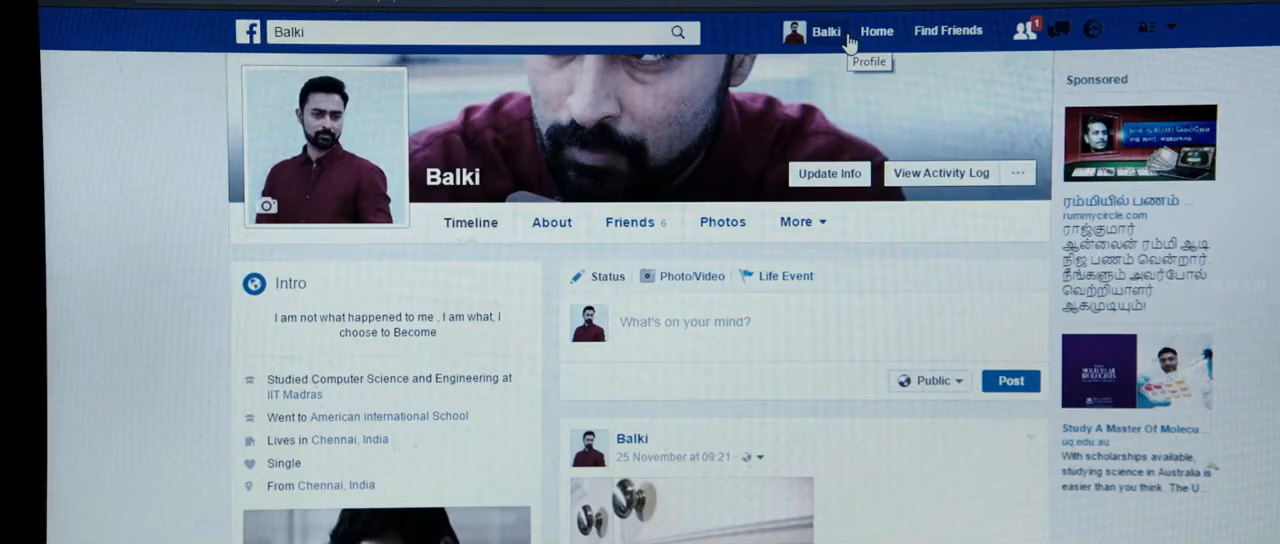 Balki
Balki
Home
Find Friends
1
Profile
Balki
Update Info
View Activity Log
Timeline
About
Friends 6
Photos
More
Intro
I am not what happened to me , I am what, I
choose to Become
Studied Computer Science and Engineering at
IIT Madras
Went to American international School
Lives in Chennai, India
Single
From Chennai, India
Status
Photo/Video
Life Event
What's on your mind?
Public
Post
Balki
25 November at 09:21
Sponsored
ரம்மியில் பணம் ...
rummycircle.com
ராஜ்குமார்
ஆன்லைன் ரம்மி ஆடி
நிஜ பணம் வென்றார்.
நீங்களும் அவர்போல்
வெற்றியாளர்
ஆகமுடியும்!
MOLECULAR
BIOLOGISTS
Study A Master Of Molecu...
uq.edu.au
With scholarships available,
studying science in Australia is
easier than you think. The U...